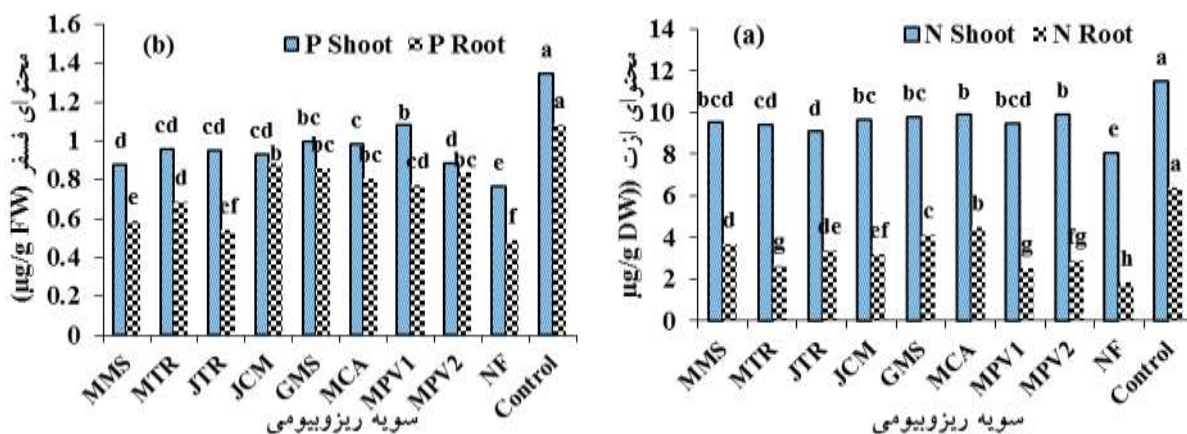 (b)
P Shoot P Root
محتوای فسفر (µg/g FW)
1.6
1.4
1.2
1
0.8
0.6
0.4
0.2
0
d cd cd cd bc c b d e a
e d ef b bc bc cd bc f a
MMS MTR JTR JCM GMS MCA MPV1 MPV2 NF Control
سویه ریزوبیومی
(a)
N Shoot N Root
محتوای ازت ((µg/g DW
14
12
10
8
6
4
2
0
bcd cd d bc bc b bcd b e a
d g de ef c b g fg h a
MMS MTR JTR JCM GMS MCA MPV1 MPV2 NF Control
سویه ریزوبیومی